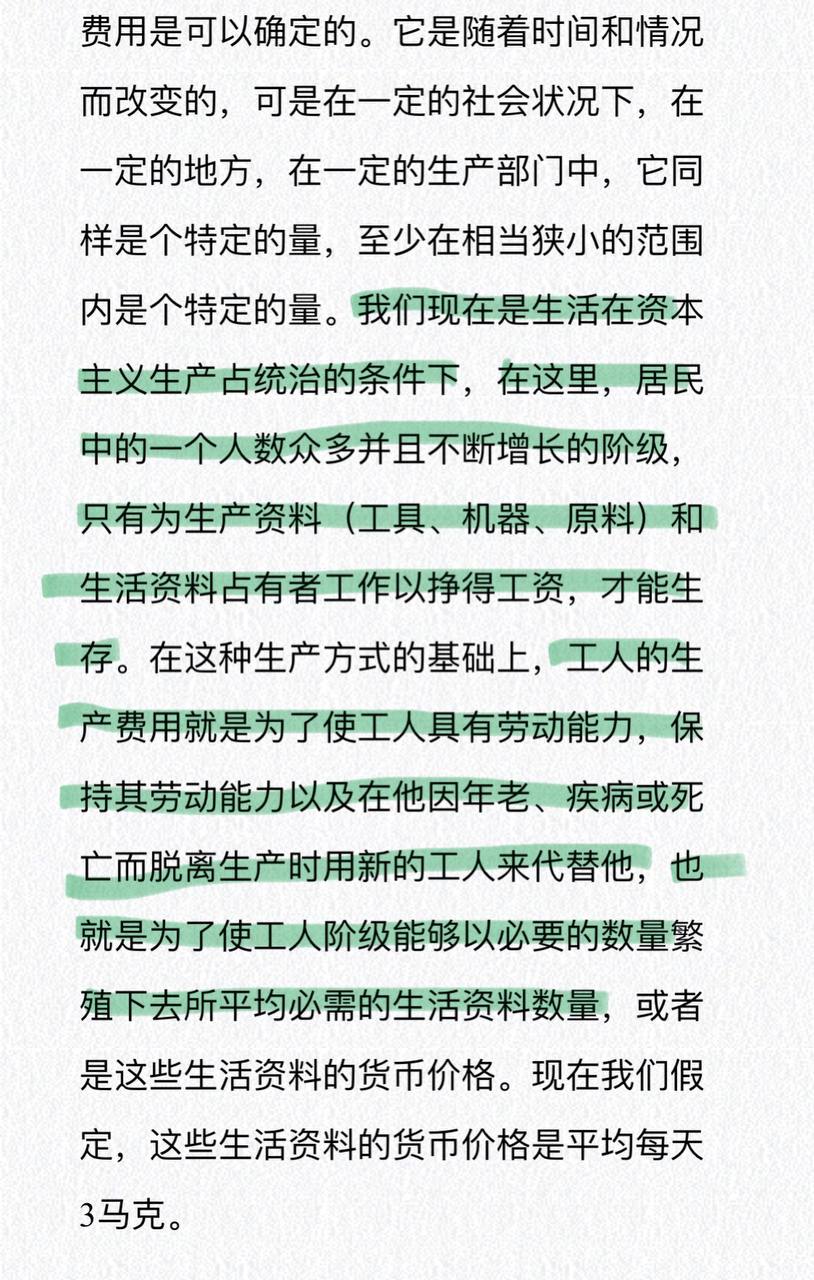 费用是可以确定的。它是随着时间和情况
而改变的，可是在一定的社会状况下，在
一定的地方，在一定的生产部门中，它同
样是个特定的量，至少在相当狭小的范围
内是个特定的量。我们现在是生活在资本
主义生产占统治的条件下，在这里，居民
中的一个人数众多并且不断增长的阶级，
只有为生产资料（工具、机器、原料）和
生活资料占有者工作以挣得工资，才能生
存。在这种生产方式的基础上，工人的生
产费用就是为了使工人具有劳动能力，保
持其劳动能力以及在他因年老、疾病或死
亡而脱离生产时用新的工人来代替他，也
就是为了使工人阶级能够以必要的数量繁
殖下去所平均必需的生活资料数量，或者
是这些生活资料的货币价格。现在我们假
定，这些生活资料的货币价格是平均每天
3马克。